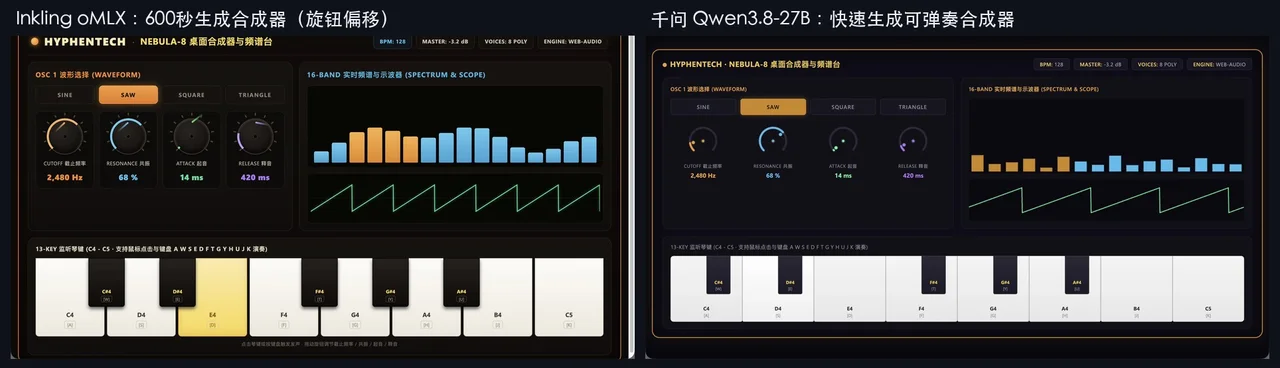 Inkling oMLX：600秒生成合成器（旋钮偏移）
HYPHENTECH · NEBULA-8 桌面合成器与频谱台
BPM: 128
MASTER: -3.2 dB
VOICES: 8 POLY
ENGINE: WEB-AUDIO
OSC 1 波形选择 (WAVEFORM)
SINE
SAW
SQUARE
TRIANGLE
CUTOFF 截止频率
RESONANCE 共振
ATTACK 起音
RELEASE 释音
2,480 Hz
68 %
14 ms
420 ms
16-BAND 实时频谱与示波器 (SPECTRUM & SCOPE)
13-KEY 监听琴键 (C4 - C5 · 支持鼠标点击与键盘 A W S E D F T G Y H U J K 演奏)
C#4
[W]
D#4
[E]
F#4
[T]
G#4
[Y]
A#4
[U]
C4
[A]
D4
[S]
E4
[D]
F4
[F]
G4
[G]
A4
[H]
B4
[J]
C5
[K]
千问 Qwen3.8-27B：快速生成可弹奏合成器
HYPHENTECH · NEBULA-8 桌面合成器与频谱台
BPM: 128
MASTER: -3.2 dB
VOICES: 8 POLY
ENGINE: WEB-AUDIO
OSC 1 波形选择 (WAVEFORM)
SINE
SAW
SQUARE
TRIANGLE
CUTOFF 截止频率
RESONANCE 共振
ATTACK 起音
RELEASE 释音
2,480 Hz
68 %
14 ms
420 ms
16-BAND 实时频谱与示波器 (SPECTRUM & SCOPE)
13-KEY 监听琴键 (C4 - C5 · 支持鼠标点击与键盘 A W S E D F T G Y H U J K 演奏)
C#4
[W]
D#4
[E]
F#4
[T]
G#4
[Y]
A#4
[U]
C4
[A]
D4
[S]
E4
[D]
F4
[F]
G4
[G]
A4
[H]
B4
[J]
C5
[K]